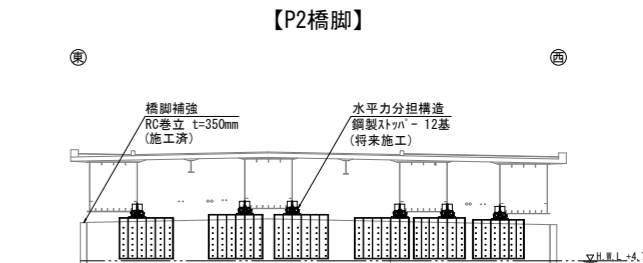 【P2橋脚】
東
西
橋脚補強
RC巻立 t=350mm
(施工済)
水平力分担構造
鋼製ｽﾄｯﾊﾟｰ 12基
(将来施工)
H.W.L